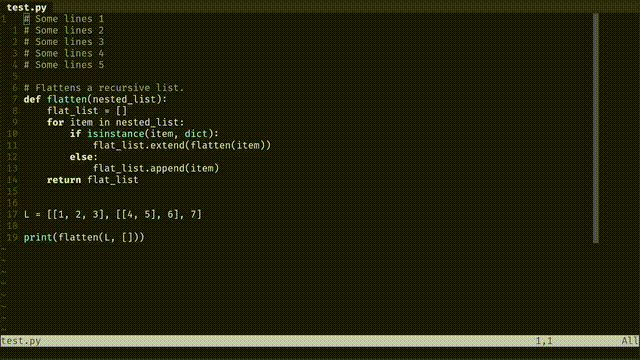 test.py
1 # Some lines 1
1 # Some lines 2
2 # Some lines 3
3 # Some lines 4
4 # Some lines 5
5
6 # Flattens a recursive list.
7 def flatten(nested_list):
8     flat_list = []
9     for item in nested_list:
10         if isinstance(item, dict):
11             flat_list.extend(flatten(item))
12         else:
13             flat_list.append(item)
14     return flat_list
15
16
17 L = [[1, 2, 3], [[4, 5], 6], 7]
18
19 print(flatten(L, []))
~
~
~
~
~
~
~
~
test.py 1,1 All